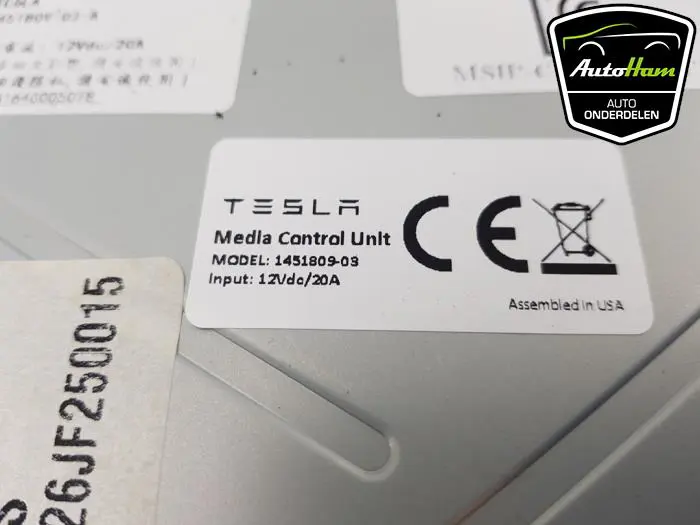 12Vdc/20A
MSIP-
AutoHam
AUTO
ONDERDELEN
TESLA
Media Control Unit
MODEL: 1451809-03
Input: 12Vdc/20A
CE
Assembled in USA
26JF250015